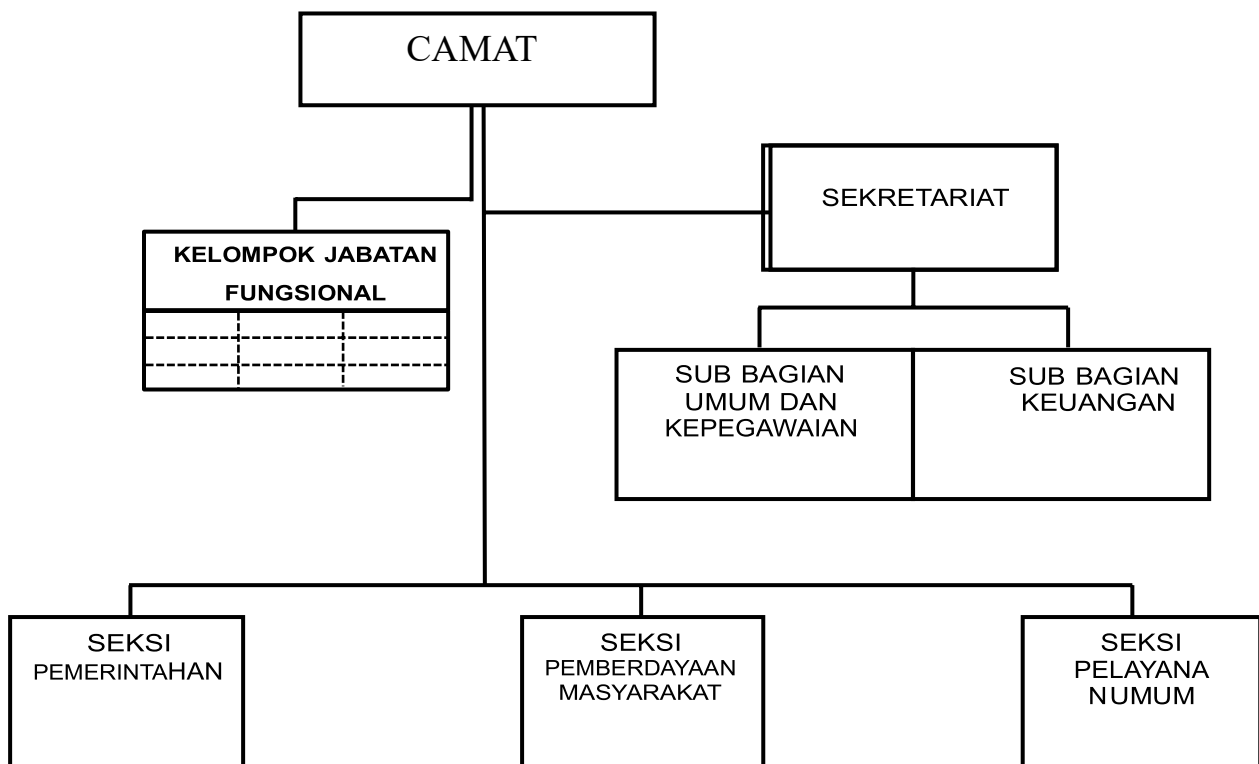 CAMAT
SEKRETARIAT
KELOMPOK JABATAN
FUNGSIONAL
SUB BAGIAN
UMUM DAN
KEPEGAWAIAN
SUB BAGIAN
KEUANGAN
SEKSI
PEMERINTAHAN
SEKSI
PEMBERDAYAAN
MASYARAKAT
SEKSI
PELAYANA
NUMUM